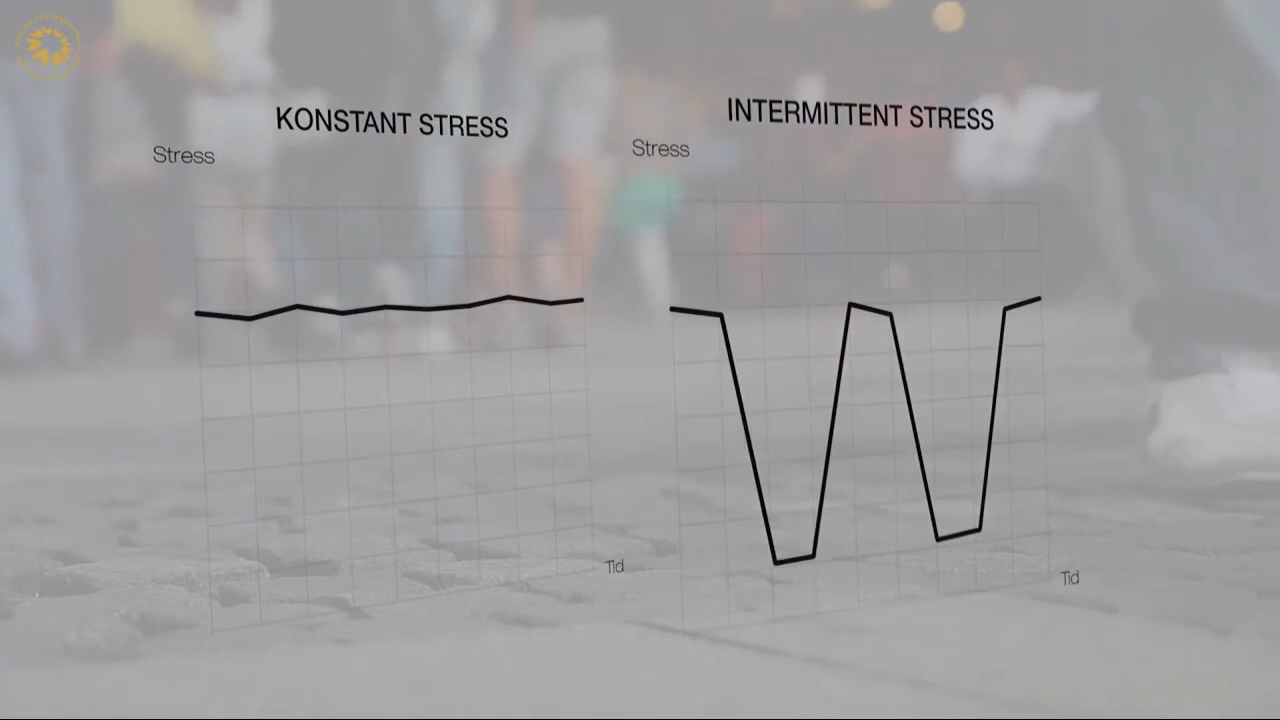 KONSTANT STRESS
Stress
Tid
INTERMITTENT STRESS
Stress
Tid